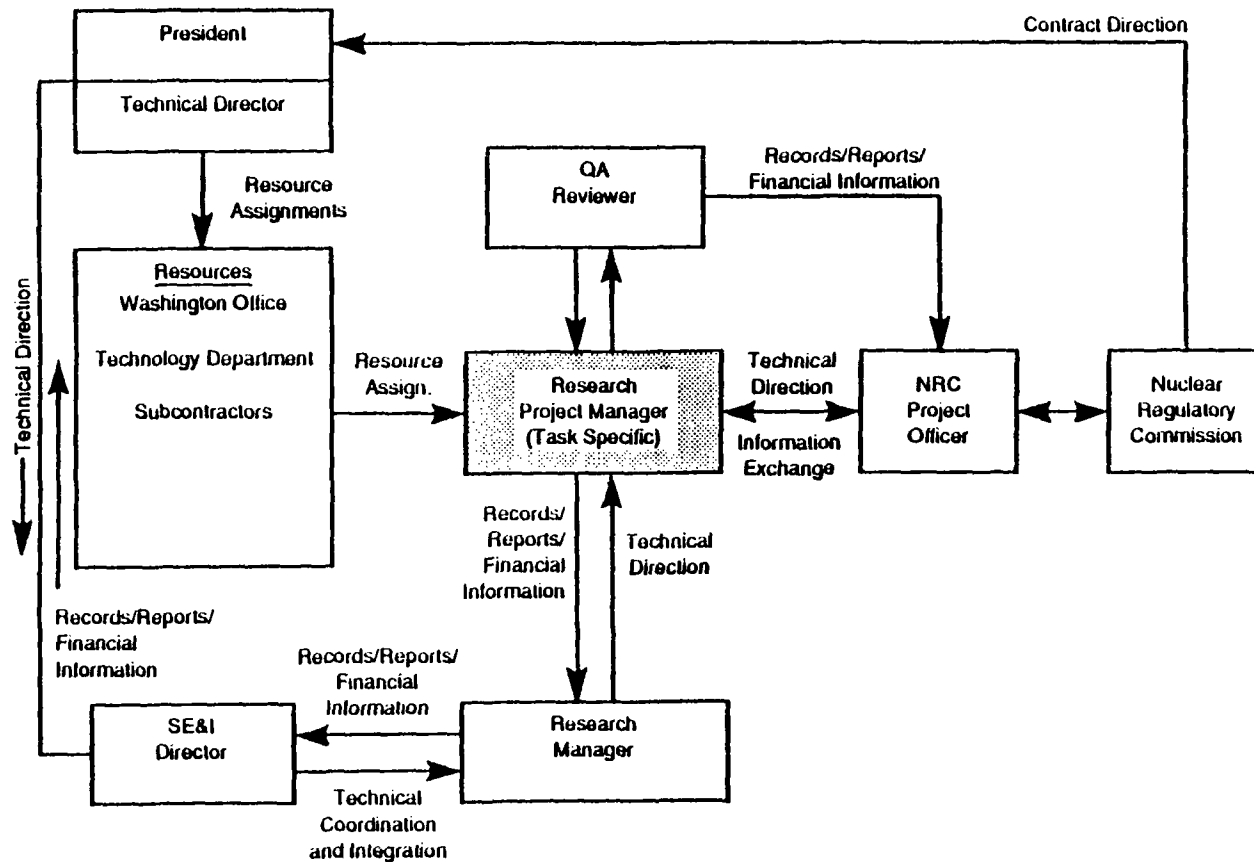 President
Technical Director
Contract Direction
Resource
Assignments
QA
Reviewer
Records/Reports/
Financial Information
Resources
Washington Office
Technology Department
Subcontractors
Technical Direction
Resource
Assign.
Research
Project Manager
(Task Specific)
Technical
Direction
Information
Exchange
NRC
Project
Officer
Nuclear
Regulatory
Commission
Records/
Reports/
Financial
Information
Technical
Direction
Records/Reports/
Financial
Information
Records/Reports/
Financial
Information
SE&I
Director
Research
Manager
Technical
Coordination
and Integration